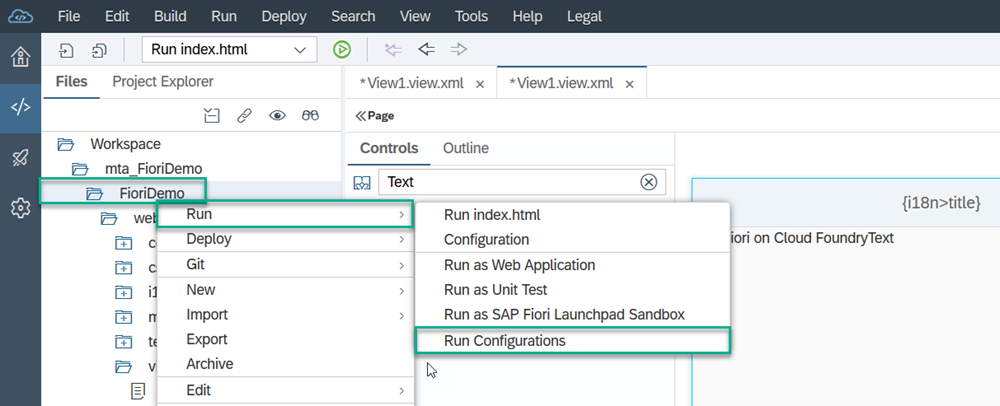 File Edit Build Run Deploy Search View Tools Help Legal
Run index.html
Files Project Explorer
*View1.view.xml × *View1.view.xml ×
Page
Workspace
mta_FioriDemo
FioriDemo
Controls Outline
Text
{i18n>title}
Run
Deploy
Git
New
Import
Export
Archive
Edit
Run index.html
Configuration
Run as Web Application
Run as Unit Test
Run as SAP Fiori Launchpad Sandbox
Run Configurations
iori on Cloud FoundryText
web
c
cs
i1
m
te
v